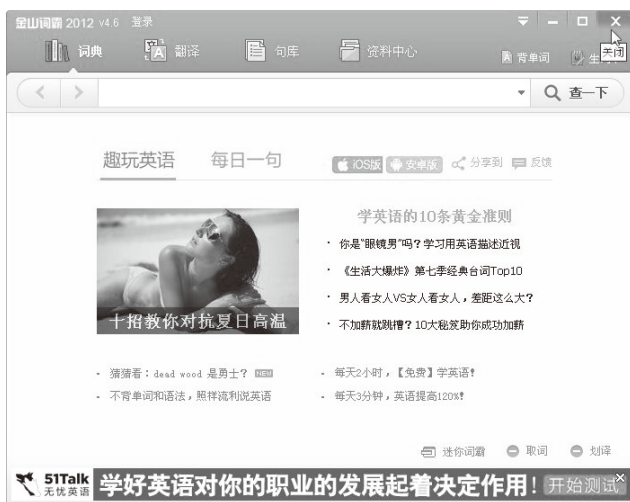 金山词霸 2012 v4.6 登录
词典 翻译 句库 资料中心 背单词
关闭
查一下
趣玩英语 每日一句 iOS版 安卓版 分享到 反馈
学英语的10条黄金准则
· 你是"眼镜男"吗？学习用英语描述近视
· 《生活大爆炸》第七季经典台词Top10
· 男人看女人VS女人看女人，差距这么大？
· 不加薪就跳槽？10大秘笈助你成功加薪
十招教你对抗夏日高温
- 猜猜看：dead wood 是勇士？ NEW
- 每天2小时，【免费】学英语！
- 不背单词和语法，照样流利说英语
- 每天3分钟，英语提高120%！
迷你词霸 取词 划译
51Talk
无忧英语
学好英语对你的职业的发展起着决定作用！ 开始测试